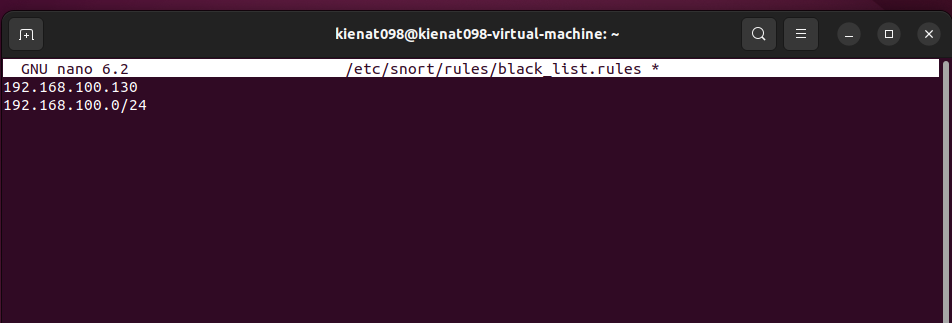 kienat098@kienat098-virtual-machine: ~
GNU nano 6.2 /etc/snort/rules/black_list.rules *
192.168.100.130
192.168.100.0/24